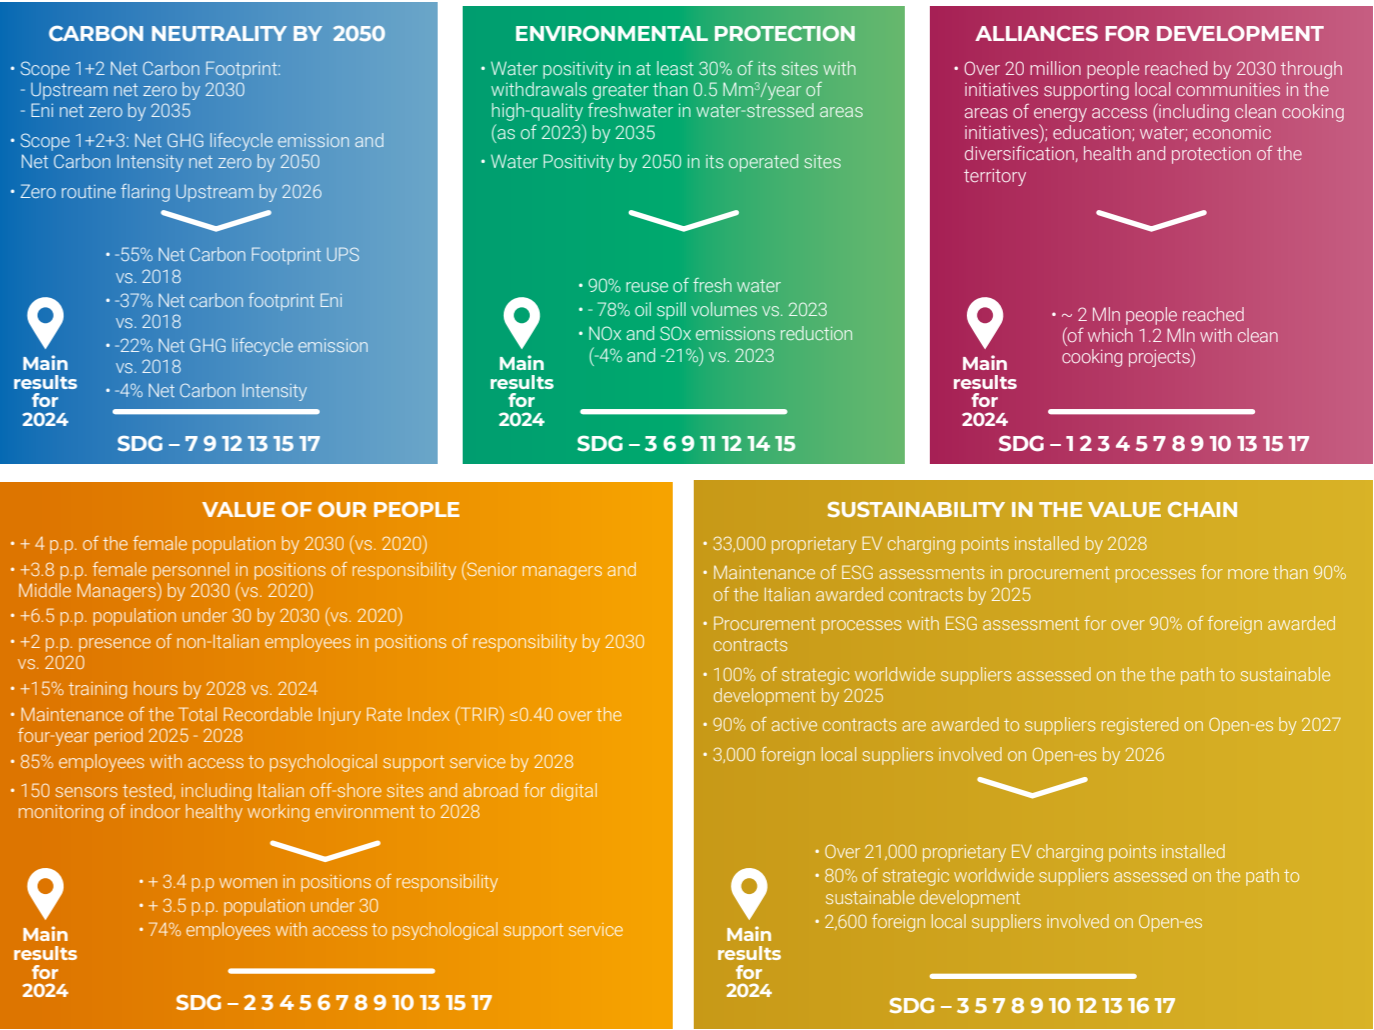 CARBON NEUTRALITY BY 2050
• Scope 1+2 Net Carbon Footprint:
- Upstream net zero by 2030
- Eni net zero by 2035
• Scope 1+2+3: Net GHG lifecycle emission and
Net Carbon Intensity net zero by 2050
• Zero routine flaring Upstream by 2026
• -55% Net Carbon Footprint UPS
vs. 2018
• -37% Net carbon footprint Eni
vs. 2018
• -22% Net GHG lifecycle emission
vs. 2018
• -4% Net Carbon Intensity
Main
results
for
2024
SDG – 7 9 12 13 15 17
ENVIRONMENTAL PROTECTION
• Water positivity in at least 30% of its sites with
withdrawals greater than 0.5 Mm³/year of
high-quality freshwater in water-stressed areas
(as of 2023) by 2035
• Water Positivity by 2050 in its operated sites
• 90% reuse of fresh water
• - 78% oil spill volumes vs. 2023
• NOx and SOx emissions reduction
(-4% and -21%) vs. 2023
Main
results
for
2024
SDG – 3 6 9 11 12 14 15
ALLIANCES FOR DEVELOPMENT
• Over 20 million people reached by 2030 through
initiatives supporting local communities in the
areas of energy access (including clean cooking
initiatives); education; water; economic
diversification, health and protection of the
territory
• ~ 2 Mln people reached
(of which 1.2 Mln with clean
cooking projects)
Main
results
for
2024
SDG – 1 2 3 4 5 7 8 9 10 13 15 17
VALUE OF OUR PEOPLE
• + 4 p.p. of the female population by 2030 (vs. 2020)
• +3.8 p.p. female personnel in positions of responsibility (Senior managers and
Middle Managers) by 2030 (vs. 2020)
• +6.5 p.p. population under 30 by 2030 (vs. 2020)
• +2 p.p. presence of non-Italian employees in positions of responsibility by 2030
vs. 2020
• +15% training hours by 2028 vs. 2024
• Maintenance of the Total Recordable Injury Rate Index (TRIR) ≤0.40 over the
four-year period 2025 - 2028
• 85% employees with access to psychological support service by 2028
• 150 sensors tested, including Italian off-shore sites and abroad for digital
monitoring of indoor healthy working environment to 2028
• + 3.4 p.p women in positions of responsibility
• + 3.5 p.p. population under 30
• 74% employees with access to psychological support service
Main
results
for
2024
SDG – 2 3 4 5 6 7 8 9 10 13 15 17
SUSTAINABILITY IN THE VALUE CHAIN
• 33,000 proprietary EV charging points installed by 2028
• Maintenance of ESG assessments in procurement processes for more than 90%
of the Italian awarded contracts by 2025
• Procurement processes with ESG assessment for over 90% of foreign awarded
contracts
• 100% of strategic worldwide suppliers assessed on the the path to sustainable
development by 2025
• 90% of active contracts are awarded to suppliers registered on Open-es by 2027
• 3,000 foreign local suppliers involved on Open-es by 2026
• Over 21,000 proprietary EV charging points installed
• 80% of strategic worldwide suppliers assessed on the path to
sustainable development
• 2,600 foreign local suppliers involved on Open-es
Main
results
for
2024
SDG – 3 5 7 8 9 10 12 13 16 17